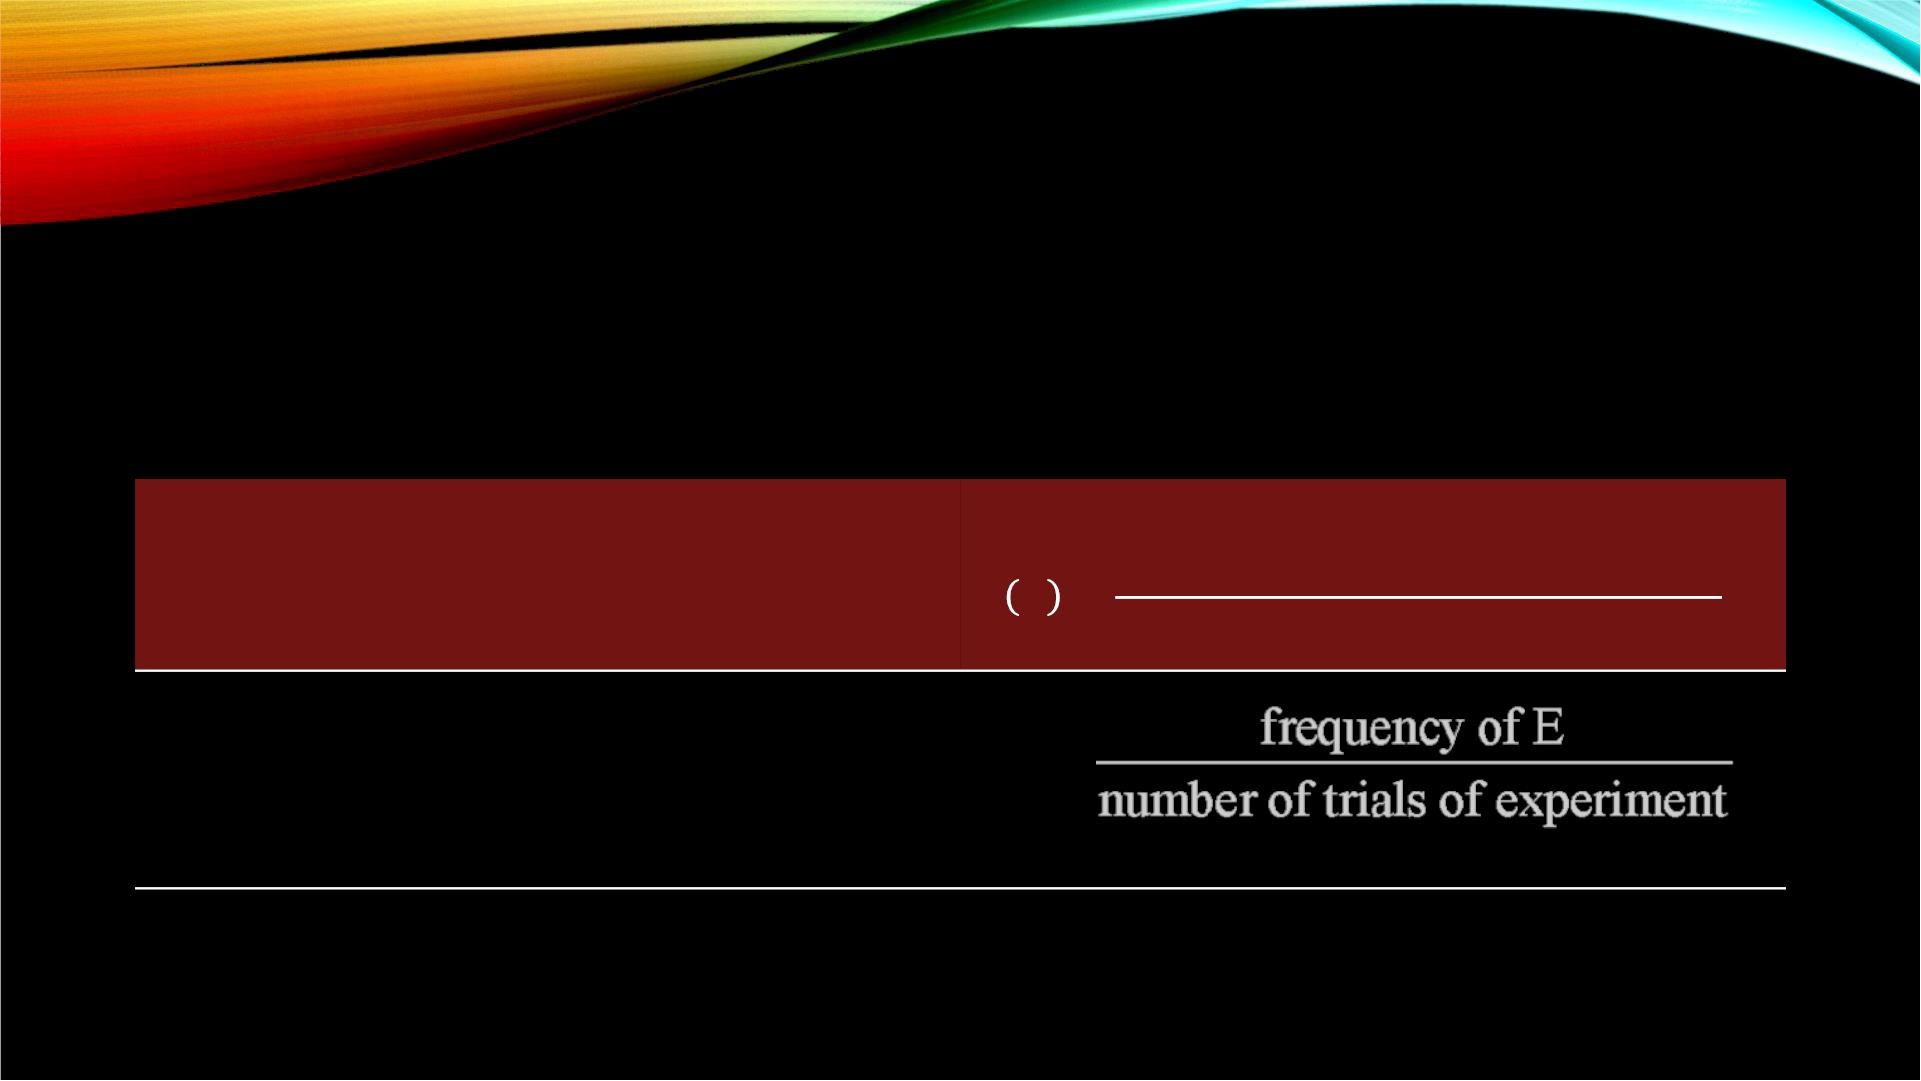 ( )
frequency of E
number of trials of experiment